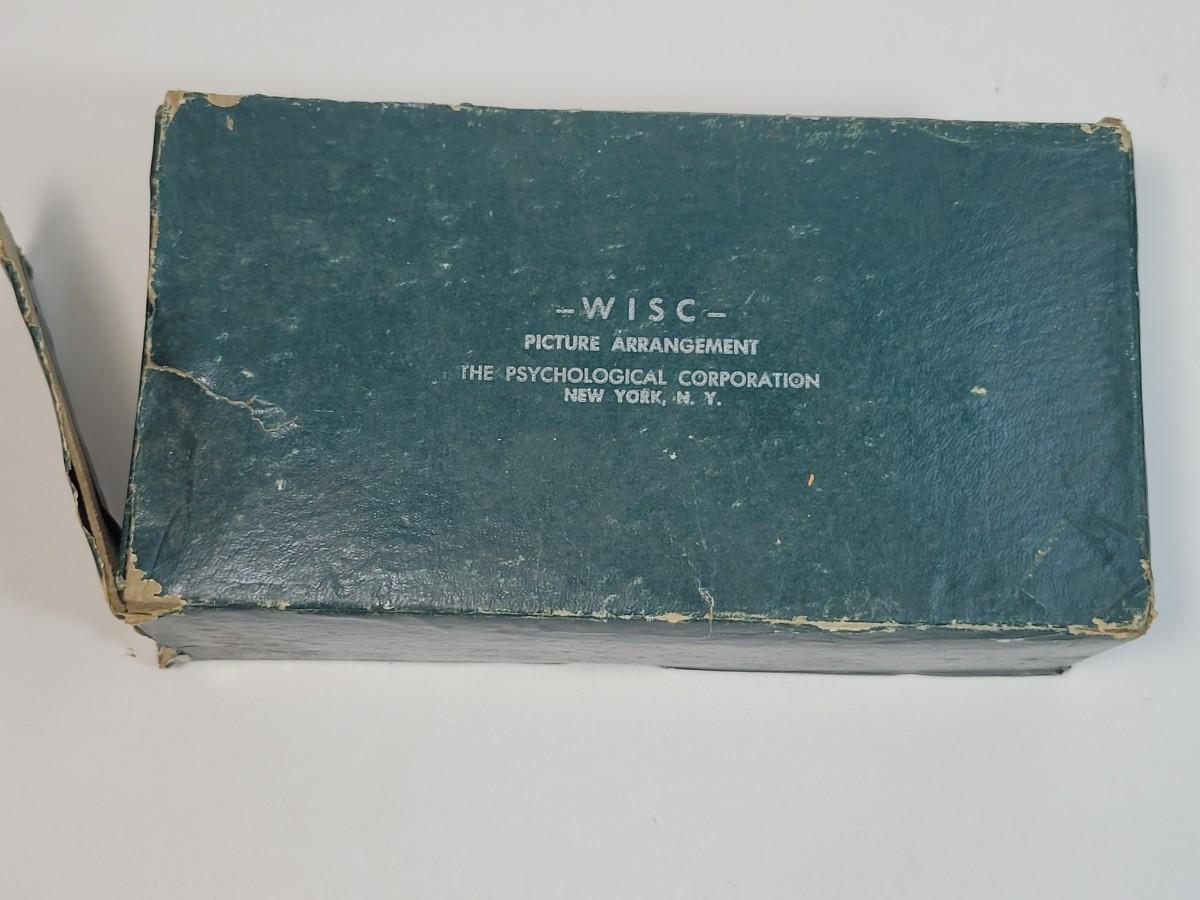 –WISC–
PICTURE ARRANGEMENT
THE PSYCHOLOGICAL CORPORATION
NEW YORK, N. Y.